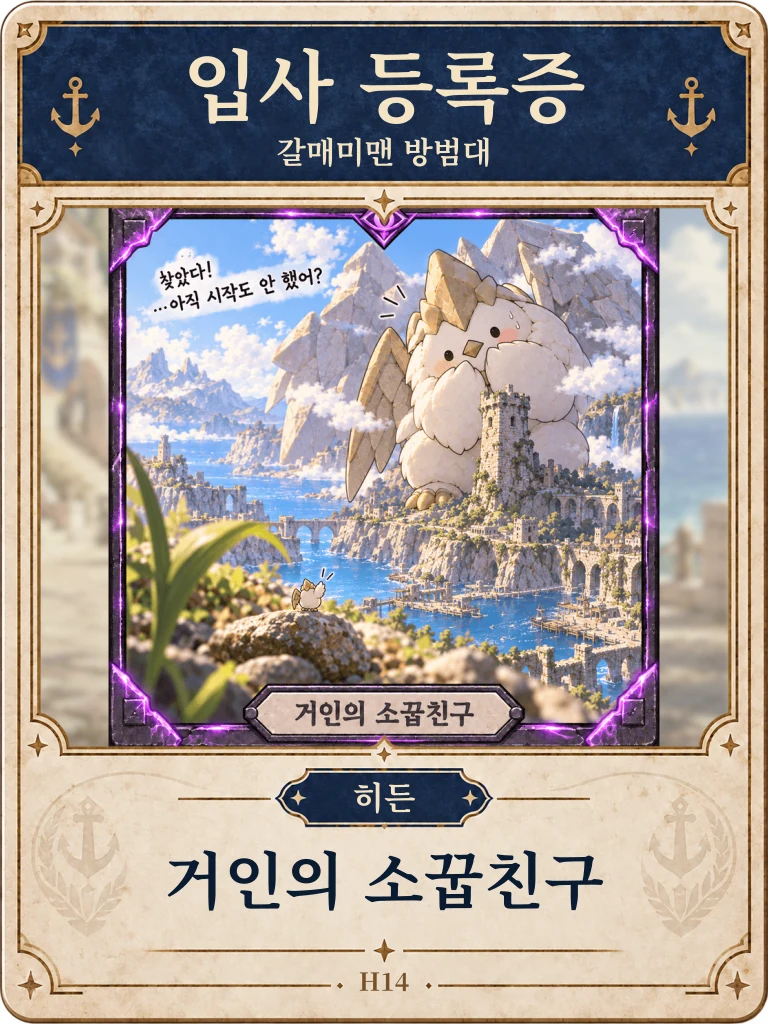 입사 등록증
갈매미맨 방범대
찾았다!
...아직 시작도 안 했어?
거인의 소꿉친구
히든
거인의 소꿉친구
· H14 ·